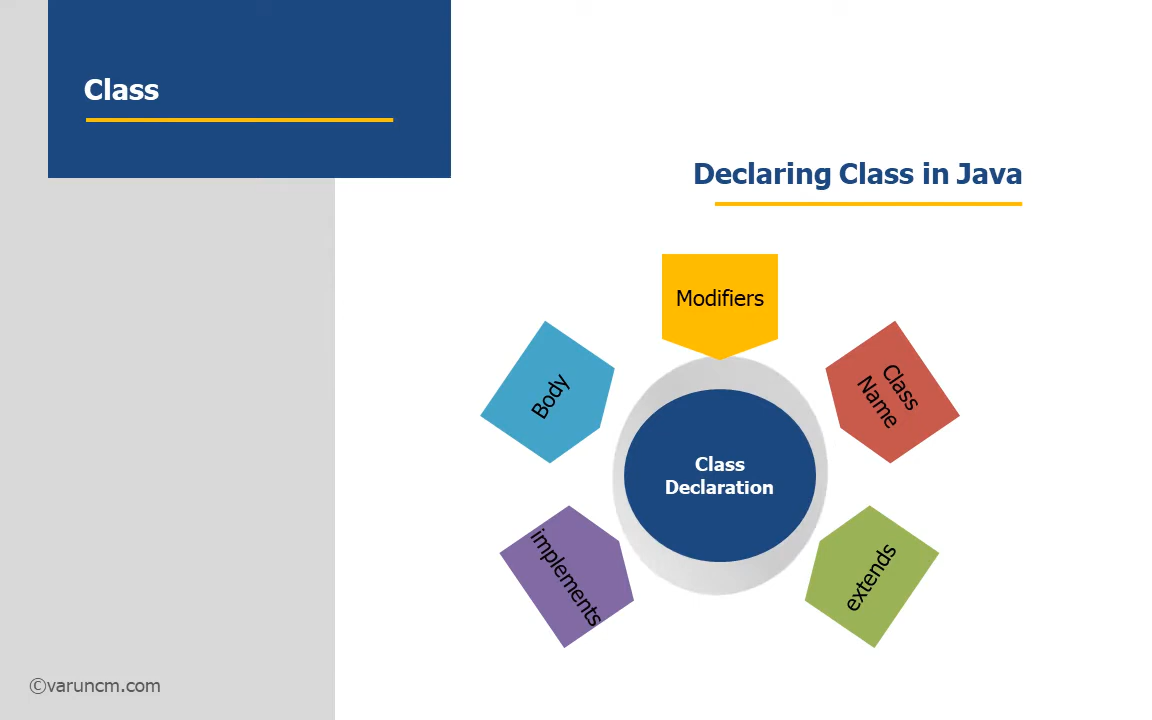 Class
Declaring Class in Java
Modifiers
Class
Name
extends
implements
Body
Class
Declaration
©varuncm.com